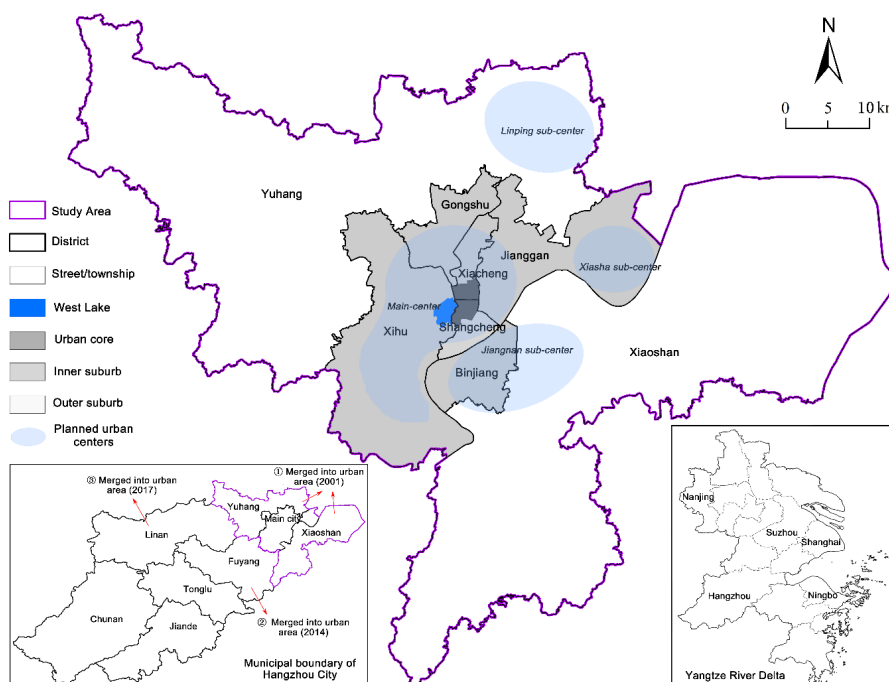 N
0 5 10 km
Linping sub-center
Yuhang
Gongshu
Jianggan
Xiasha sub-center
Xiacheng
Main-center
Shangcheng
Xihu
Jiangnan sub-center
Xiaoshan
Binjiang
Study Area
District
Street/township
West Lake
Urban core
Inner suburb
Outer suburb
Planned urban
centers
① Merged into urban
area (2001)
③ Merged into urban
area (2017)
Yuhang
Main city
Xiaoshan
Linan
Fuyang
Tonglu
Chunan
Jiande
② Merged into urban
area (2014)
Municipal boundary of
Hangzhou City
Nanjing
Suzhou
Shanghai
Hangzhou
Ningbo
Yangtze River Delta